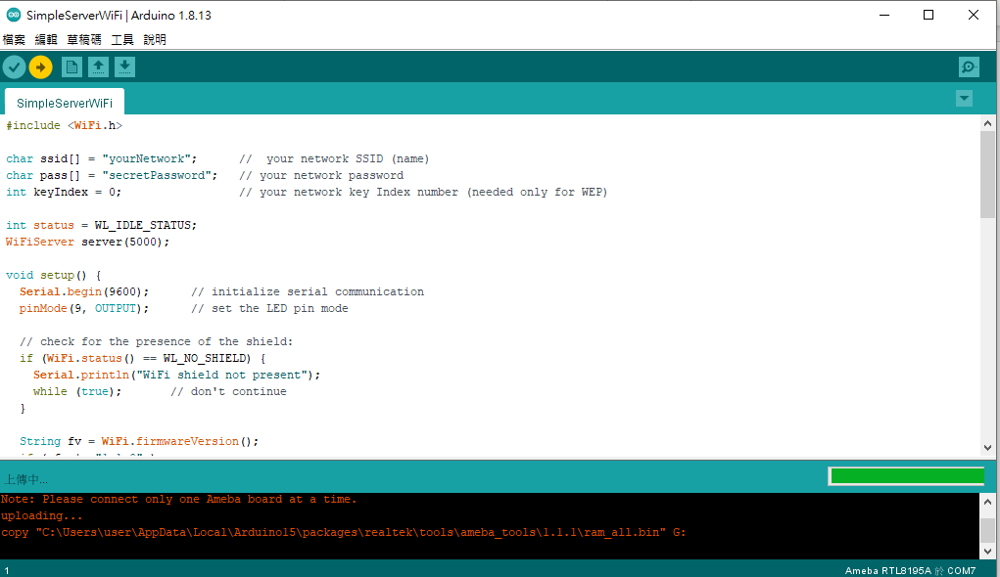 SimpleServerWiFi | Arduino 1.8.13
檔案 編輯 草稿碼 工具 說明
SimpleServerWiFi
#include <WiFi.h>
char ssid[] = "yourNetwork";      //  your network SSID (name)
char pass[] = "secretPassword";   // your network password
int keyIndex = 0;                 // your network key Index number (needed only for WEP)
int status = WL_IDLE_STATUS;
WiFiServer server(5000);
void setup() {
  Serial.begin(9600);      // initialize serial communication
  pinMode(9, OUTPUT);      // set the LED pin mode
  // check for the presence of the shield:
  if (WiFi.status() == WL_NO_SHIELD) {
    Serial.println("WiFi shield not present");
    while (true);       // don't continue
  }
  String fv = WiFi.firmwareVersion();
上傳中...
Note: Please connect only one Ameba board at a time.
uploading...
copy "C:\Users\user\AppData\Local\Arduino15\packages\realtek\tools\ameba_tools\1.1.1\ram_all.bin" G:
1
Ameba RTL8195A 於 COM7